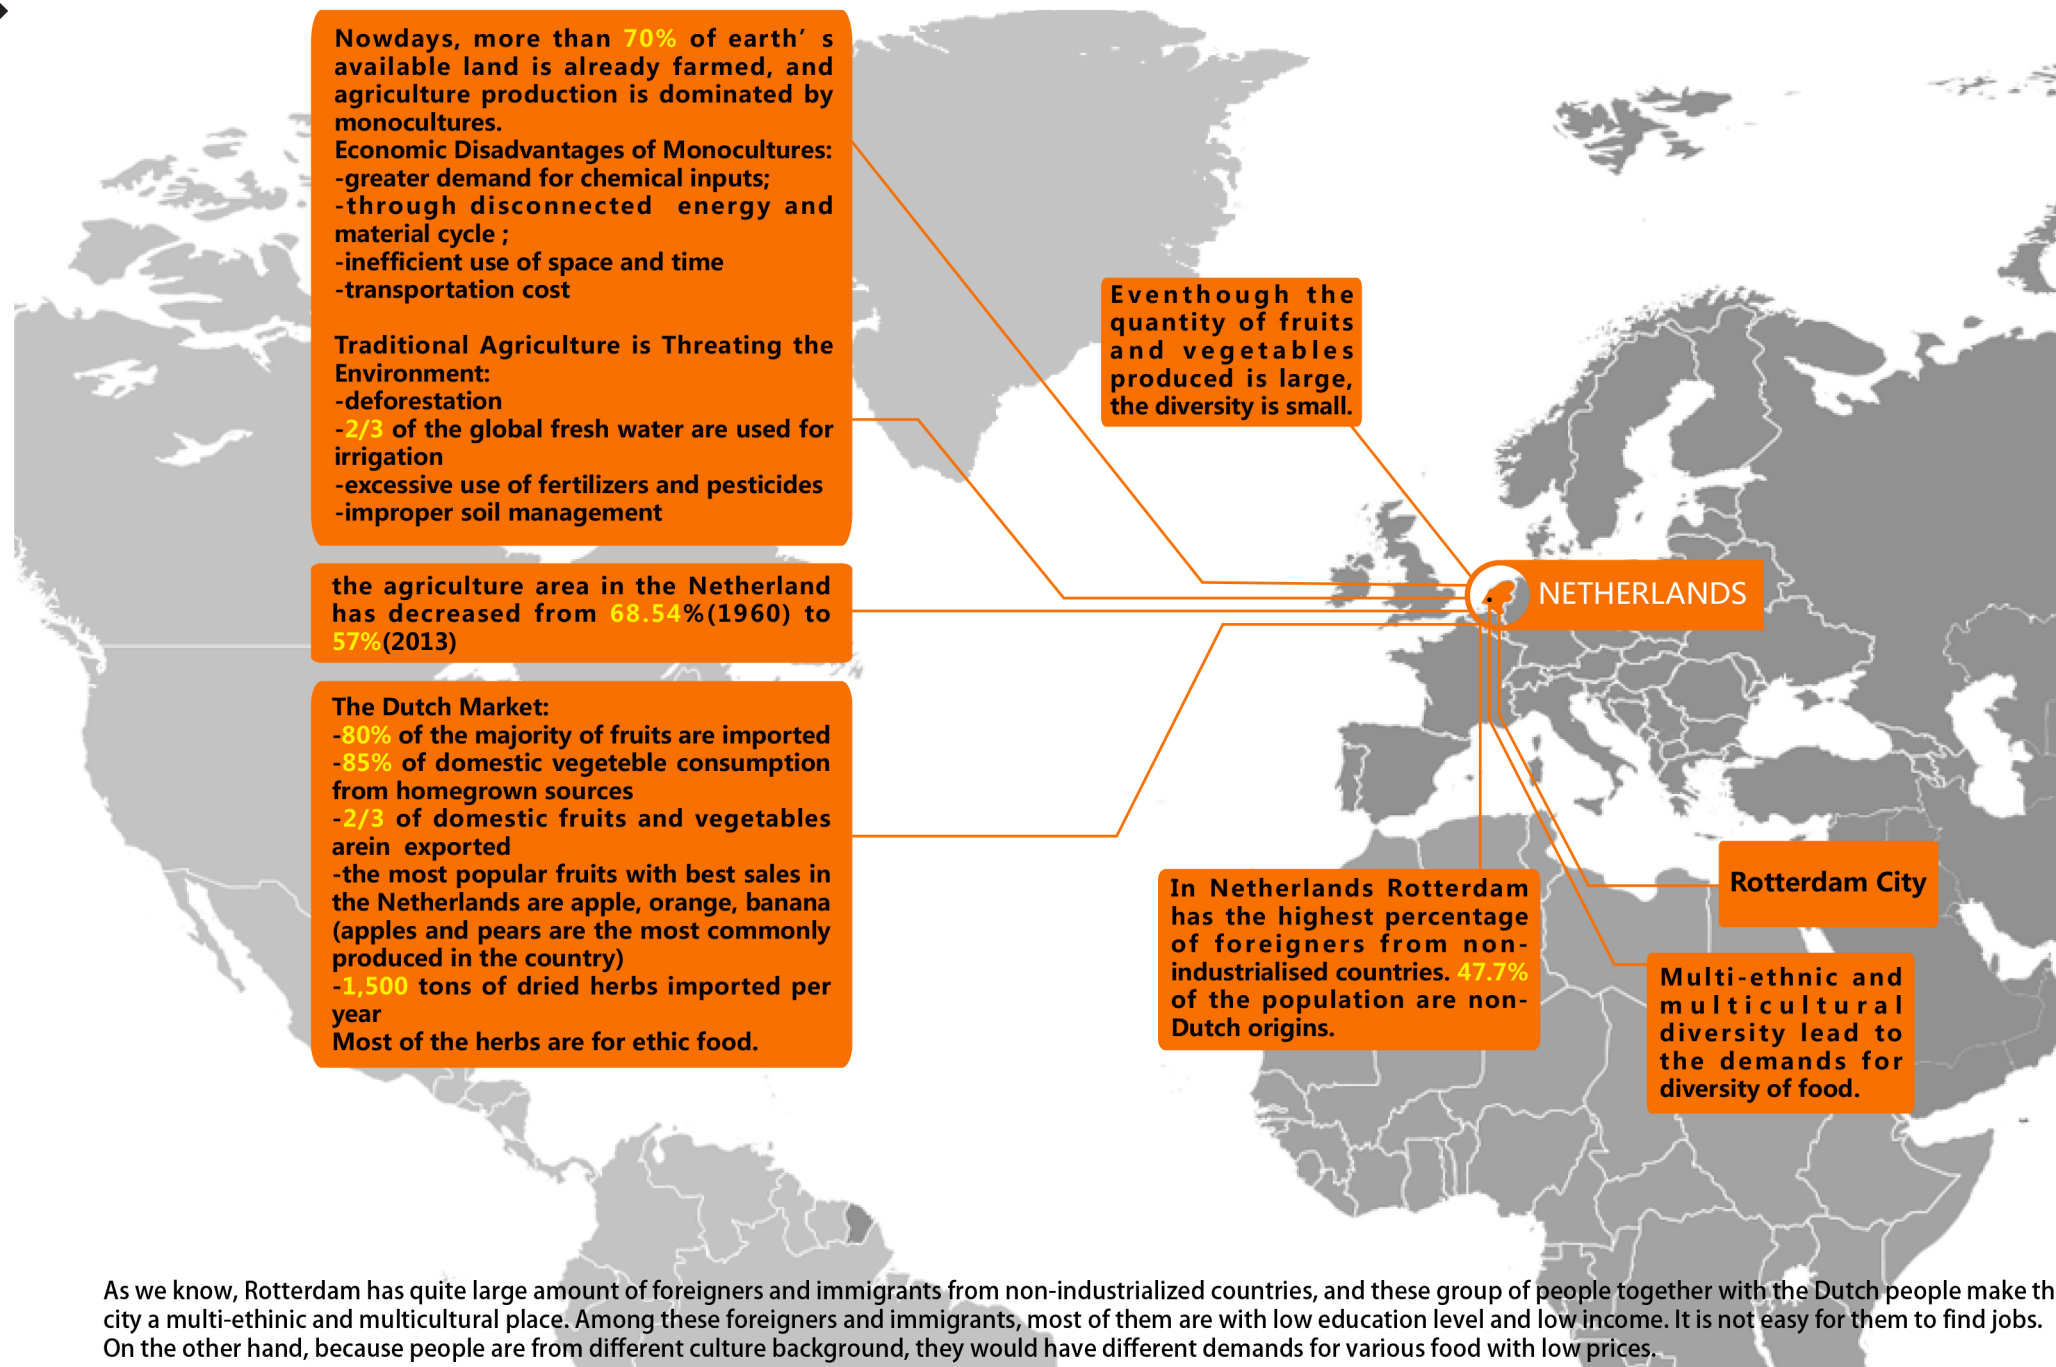 Nowdays, more than 70% of earth’ s
available land is already farmed, and
agriculture production is dominated by
monocultures.
Economic Disadvantages of Monocultures:
-greater demand for chemical inputs;
-through disconnected energy and
material cycle ;
-inefficient use of space and time
-transportation cost
Traditional Agriculture is Threating the
Environment:
-deforestation
-2/3 of the global fresh water are used for
irrigation
-excessive use of fertilizers and pesticides
-improper soil management
the agriculture area in the Netherland
has decreased from 68.54%(1960) to
57%(2013)
The Dutch Market:
-80% of the majority of fruits are imported
-85% of domestic vegeteble consumption
from homegrown sources
-2/3 of domestic fruits and vegetables
arein exported
-the most popular fruits with best sales in
the Netherlands are apple, orange, banana
(apples and pears are the most commonly
produced in the country)
-1,500 tons of dried herbs imported per
year
Most of the herbs are for ethic food.
Eventhough the
quantity of fruits
and vegetables
produced is large,
the diversity is small.
NETHERLANDS
In Netherlands Rotterdam
has the highest percentage
of foreigners from non-
industrialised countries. 47.7%
of the population are non-
Dutch origins.
Rotterdam City
Multi-ethnic and
multicultural
diversity lead to
the demands for
diversity of food.
As we know, Rotterdam has quite large amount of foreigners and immigrants from non-industrialized countries, and these group of people together with the Dutch people make th
city a multi-ethinic and multicultural place. Among these foreigners and immigrants, most of them are with low education level and low income. It is not easy for them to find jobs.
On the other hand, because people are from different culture background, they would have different demands for various food with low prices.